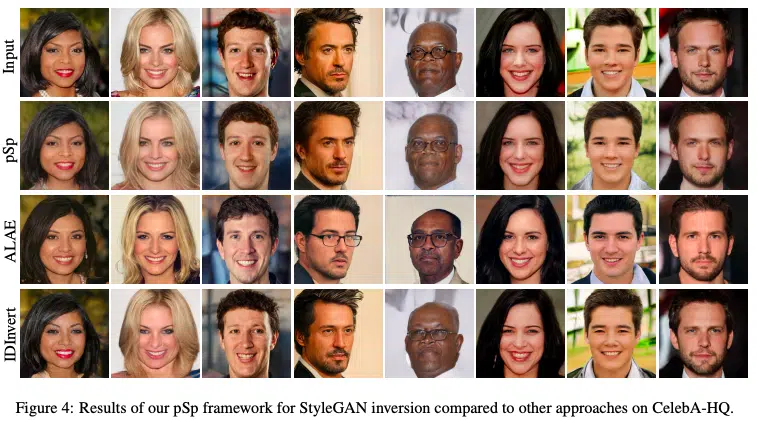 Input
pSp
ALAE
IDInvert
Figure 4: Results of our pSp framework for StyleGAN inversion compared to other approaches on CelebA-HQ.